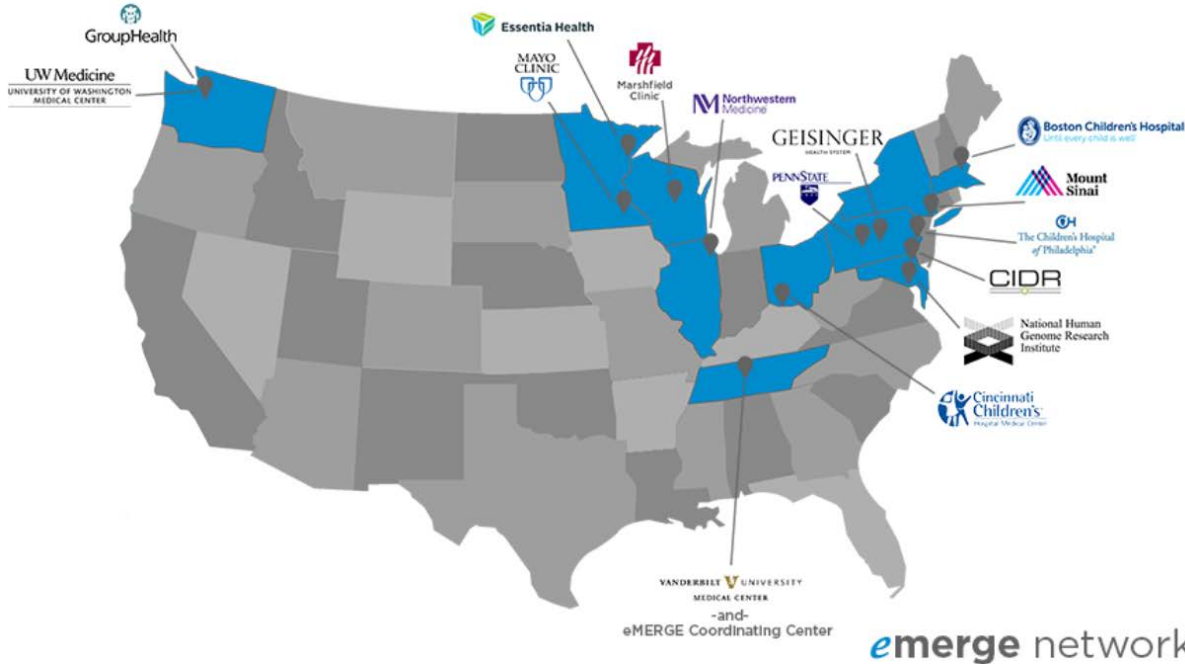 GroupHealth
UW Medicine
UNIVERSITY OF WASHINGTON
MEDICAL CENTER
Essentia Health
MAYO
CLINIC
Marshfield
Clinic
Northwestern
Medicine
GEISINGER
HEALTH SYSTEM
PENNSTATE
Boston Children's Hospital
Until every child is well
Mount
Sinai
The Children's Hospital
of Philadelphia
CIDR
National Human
Genome Research
Institute
Cincinnati
Children's
Hospital Medical Center
VANDERBILT V UNIVERSITY
MEDICAL CENTER
-and-
eMERGE Coordinating Center
emerge network